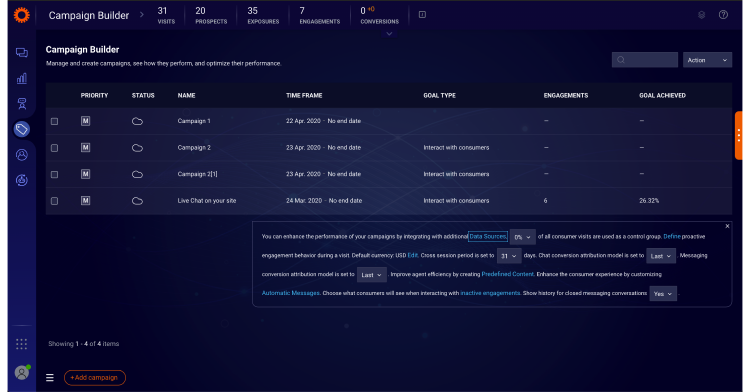 Campaign Builder > 31 VISITS 20 PROSPECTS 35 EXPOSURES 7 ENGAGEMENTS 0 +0 CONVERSIONS
Campaign Builder
Manage and create campaigns, see how they perform, and optimize their performance.
Action
PRIORITY STATUS NAME TIME FRAME GOAL TYPE ENGAGEMENTS GOAL ACHIEVED
M Campaign 1 22 Apr. 2020 - No end date – –
M Campaign 2 23 Apr. 2020 - No end date Interact with consumers – –
M Campaign 2[1] 23 Apr. 2020 - No end date Interact with consumers – –
M Live Chat on your site 24 Mar. 2020 - No end date Interact with consumers 6 26.32%
You can enhance the performance of your campaigns by integrating with additional Data Sources. 0% of all consumer visits are used as a control group. Define proactive
engagement behavior during a visit. Default currency: USD Edit. Cross session period is set to 31 days. Chat conversion attribution model is set to Last . Messaging
conversion attribution model is set to Last . Improve agent efficiency by creating Predefined Content. Enhance the consumer experience by customizing
Automatic Messages. Choose what consumers will see when interacting with inactive engagements. Show history for closed messaging conversations Yes .
Showing 1 - 4 of 4 items
+Add campaign